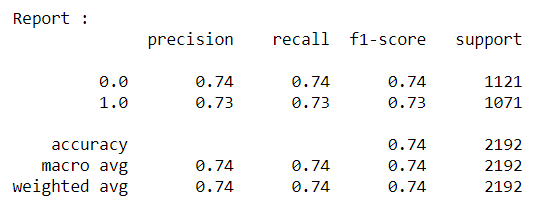 Report :
precision recall f1-score support
0.0 0.74 0.74 0.74 1121
1.0 0.73 0.73 0.73 1071
accuracy 0.74 2192
macro avg 0.74 0.74 0.74 2192
weighted avg 0.74 0.74 0.74 2192